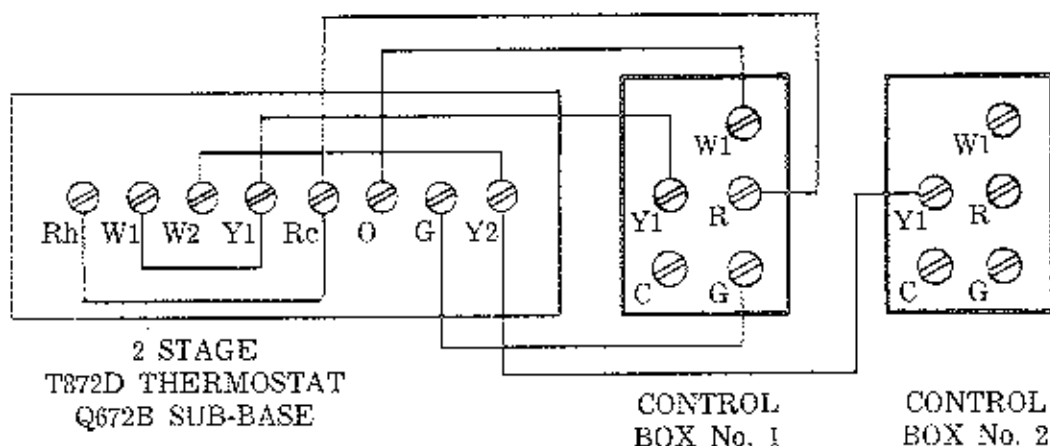 Rh W1 W2 Y1 Rc O G Y2
W1
Y1 R
C G
W1
Y1 R
C G
2 STAGE
T872D THERMOSTAT
Q672B SUB-BASE
CONTROL
BOX No. 1
CONTROL
BOX No. 2